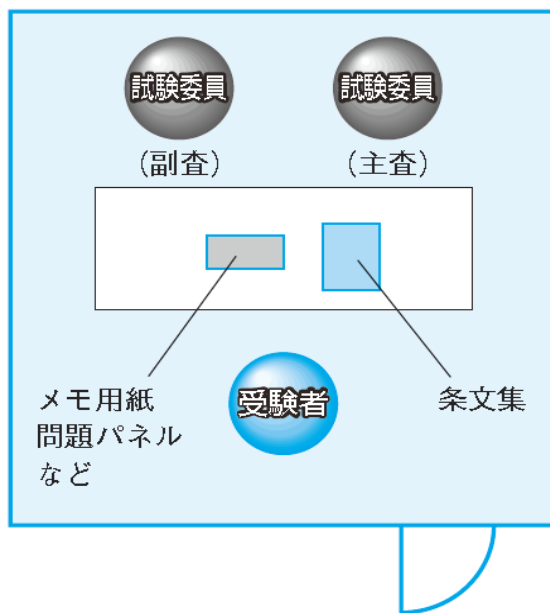 試験委員
試験委員
(副査)
(主査)
メモ用紙
問題パネル
など
受験者
条文集